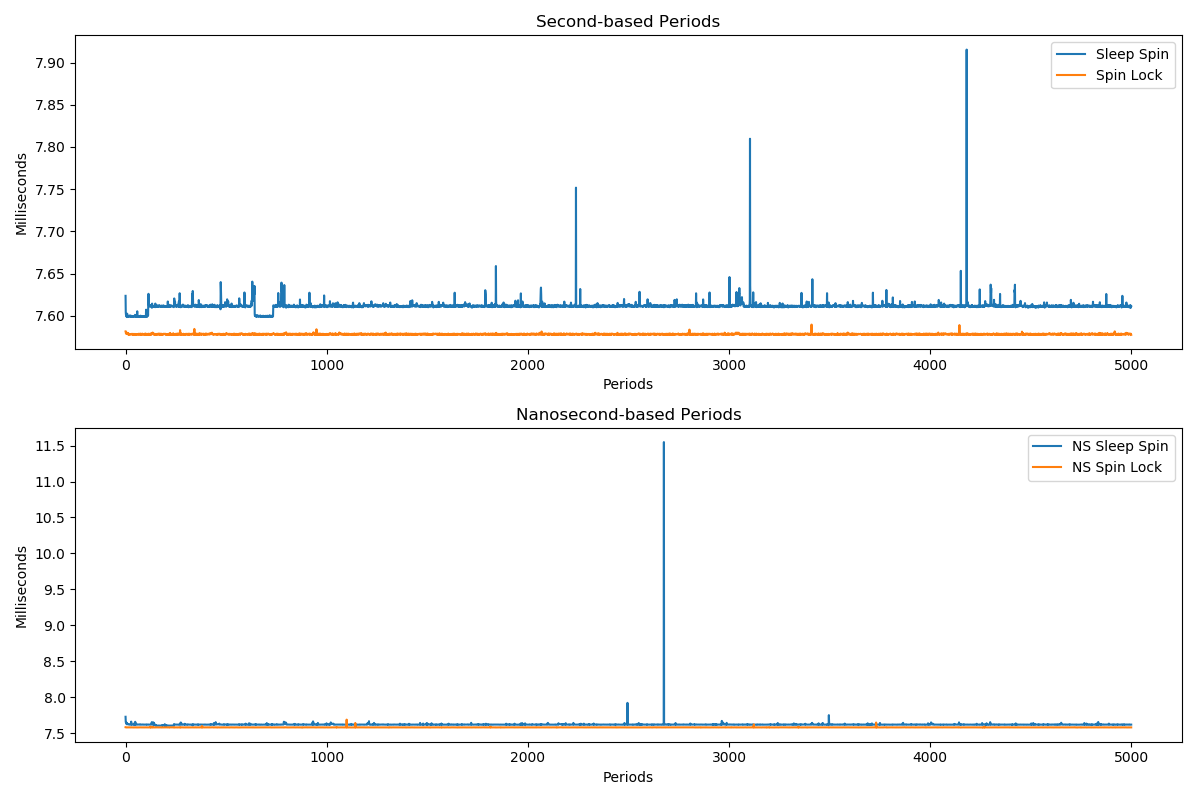 Second-based Periods
7.90
7.85
7.80
7.75
7.70
7.65
7.60
Milliseconds
Sleep Spin
Spin Lock
0 1000 2000 3000 4000 5000
Periods
Nanosecond-based Periods
11.5
11.0
10.5
10.0
9.5
9.0
8.5
8.0
7.5
Milliseconds
NS Sleep Spin
NS Spin Lock
0 1000 2000 3000 4000 5000
Periods